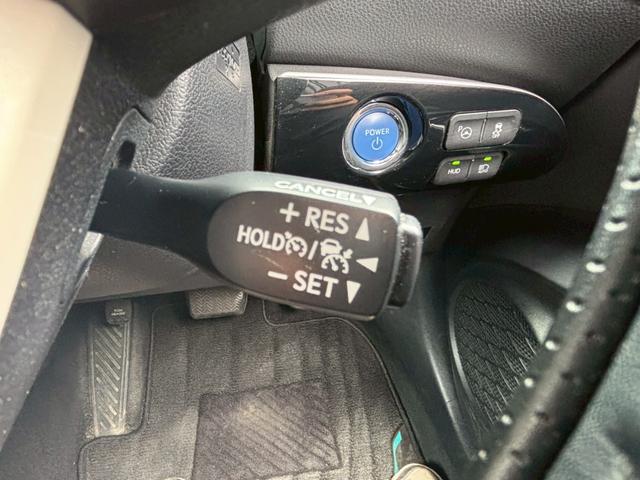 POWER
HUD
CANCEL▼
+ RES▲
HOLD /
− SET▼